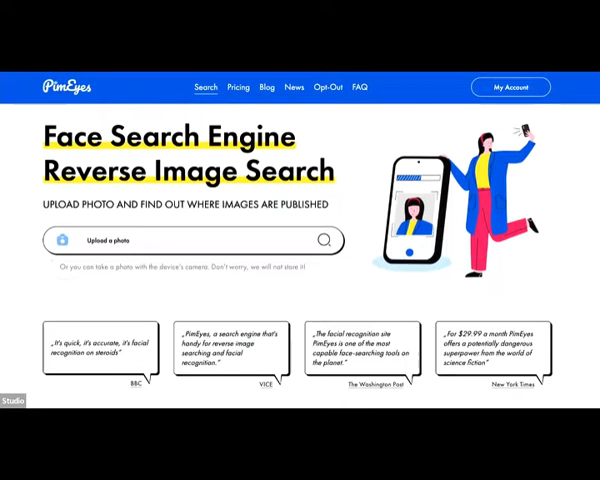 PimEyes
Search Pricing Blog News Opt-Out FAQ
My Account
Face Search Engine
Reverse Image Search
UPLOAD PHOTO AND FIND OUT WHERE IMAGES ARE PUBLISHED
Upload a photo
Or you can take a photo with the device's camera. Don't worry, we will not store it!
„It's quick, it's accurate, it's facial
recognition on steroids”
BBC
„PimEyes, a search engine that's
handy for reverse image
searching and facial
recognition.”
VICE
„The facial recognition site
PimEyes is one of the most
capable face-searching tools on
the planet.”
The Washington Post
„For $29.99 a month PimEyes
offers a potentially dangerous
superpower from the world of
science fiction”
New York Times
Studio